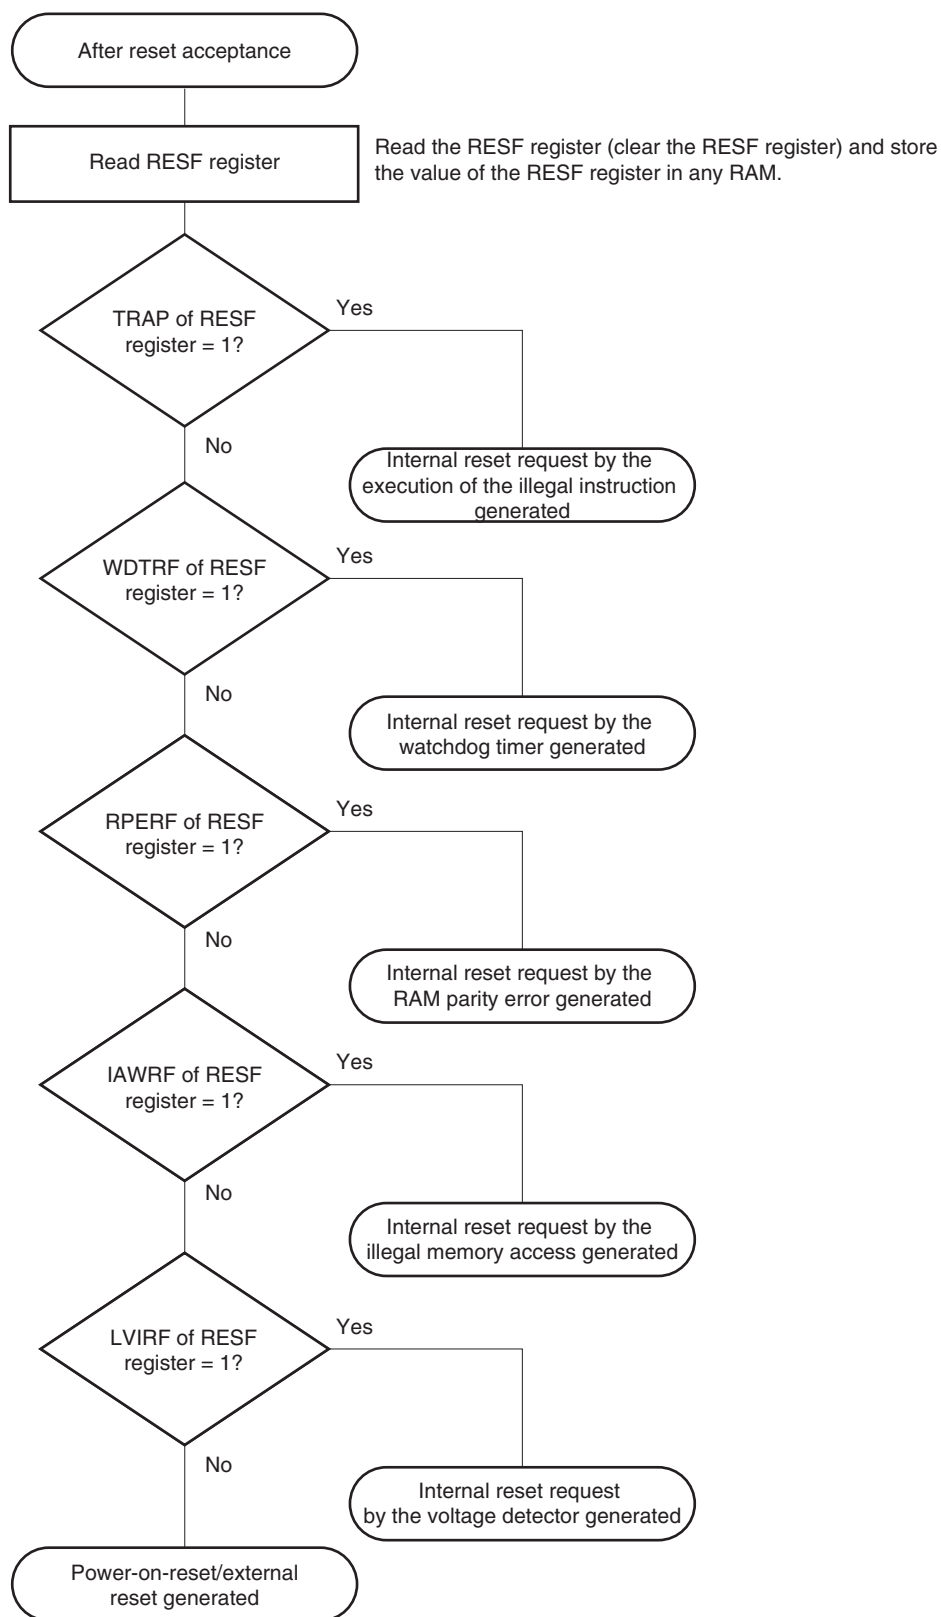 After reset acceptance
Read RESF register
Read the RESF register (clear the RESF register) and store
the value of the RESF register in any RAM.
TRAP of RESF
register = 1?
Yes
No
Internal reset request by the
execution of the illegal instruction
generated
WDTRF of RESF
register = 1?
Yes
No
Internal reset request by the
watchdog timer generated
RPERF of RESF
register = 1?
Yes
No
Internal reset request by the
RAM parity error generated
IAWRF of RESF
register = 1?
Yes
No
Internal reset request by the
illegal memory access generated
LVIRF of RESF
register = 1?
Yes
No
Internal reset request
by the voltage detector generated
Power-on-reset/external
reset generated